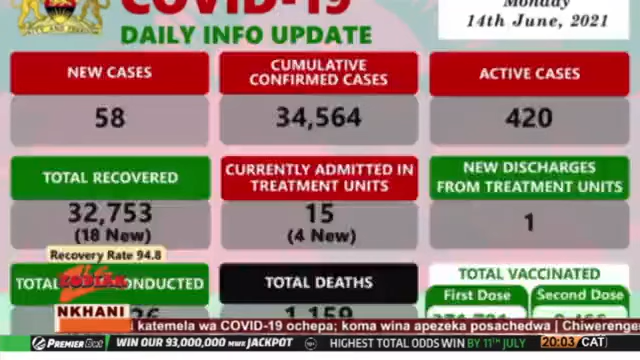 COVID-19
DAILY INFO UPDATE
Monday
14th June, 2021
NEW CASES
58
CUMULATIVE
CONFIRMED CASES
34,564
ACTIVE CASES
420
TOTAL RECOVERED
32,753
(18 New)
CURRENTLY ADMITTED IN
TREATMENT UNITS
15
(4 New)
NEW DISCHARGES
FROM TREATMENT UNITS
1
Recovery Rate 94.8
TOTAL
TOTAL DEATHS
1,159
TOTAL VACCINATED
First Dose
Second Dose
NKHANI
katemela wa COVID-19 ochepa; koma wina apezeka posachedwa | Chiwerenger
PREMIERBET WIN OUR 93,000,000 MWK JACKPOT
HIGHEST TOTAL ODDS WIN BY 11TH JULY
20:03 CAT